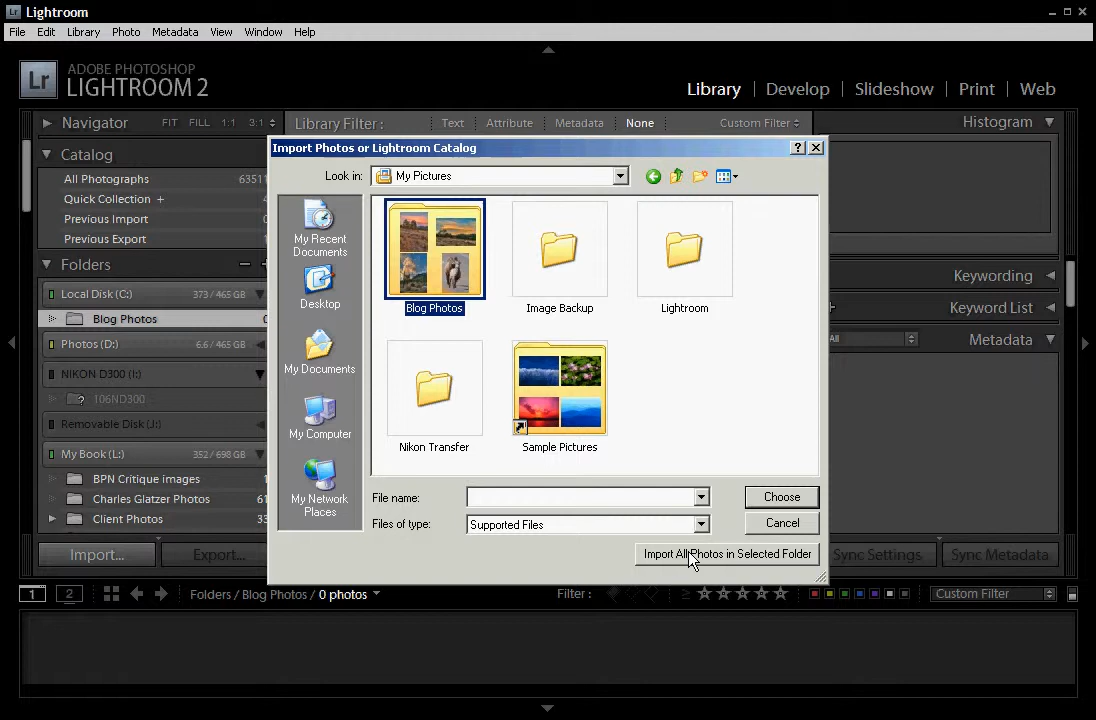 Lr Lightroom
File Edit Library Photo Metadata View Window Help
Lr ADOBE PHOTOSHOP
LIGHTROOM 2
Library | Develop | Slideshow | Print | Web
Navigator FIT FILL 1:1 3:1
Library Filter : Text Attribute Metadata None Custom Filter
Histogram
Catalog
All Photographs 63511
Quick Collection +
Previous Import
Previous Export
Folders
Local Disk (C:) 373 / 465 GB
Blog Photos
Photos (D:) 6.6 / 465 GB
NIKON D300 (I:)
? 106ND300
Removable Disk (J:)
My Book (L:) 352 / 698 GB
BPN Critique images
Charles Glatzer Photos 61
Client Photos 33
Import...
Export...
Import Photos or Lightroom Catalog
Look in: My Pictures
My Recent
Documents
Desktop
My Documents
My Computer
My Network
Places
Blog Photos
Image Backup
Lightroom
Nikon Transfer
Sample Pictures
File name:
Choose
Files of type: Supported Files
Cancel
Import All Photos in Selected Folder
Keywording
Keyword List
All
Metadata
Sync Settings
Sync Metadata
1 2 Folders / Blog Photos / 0 photos
Filter : Custom Filter